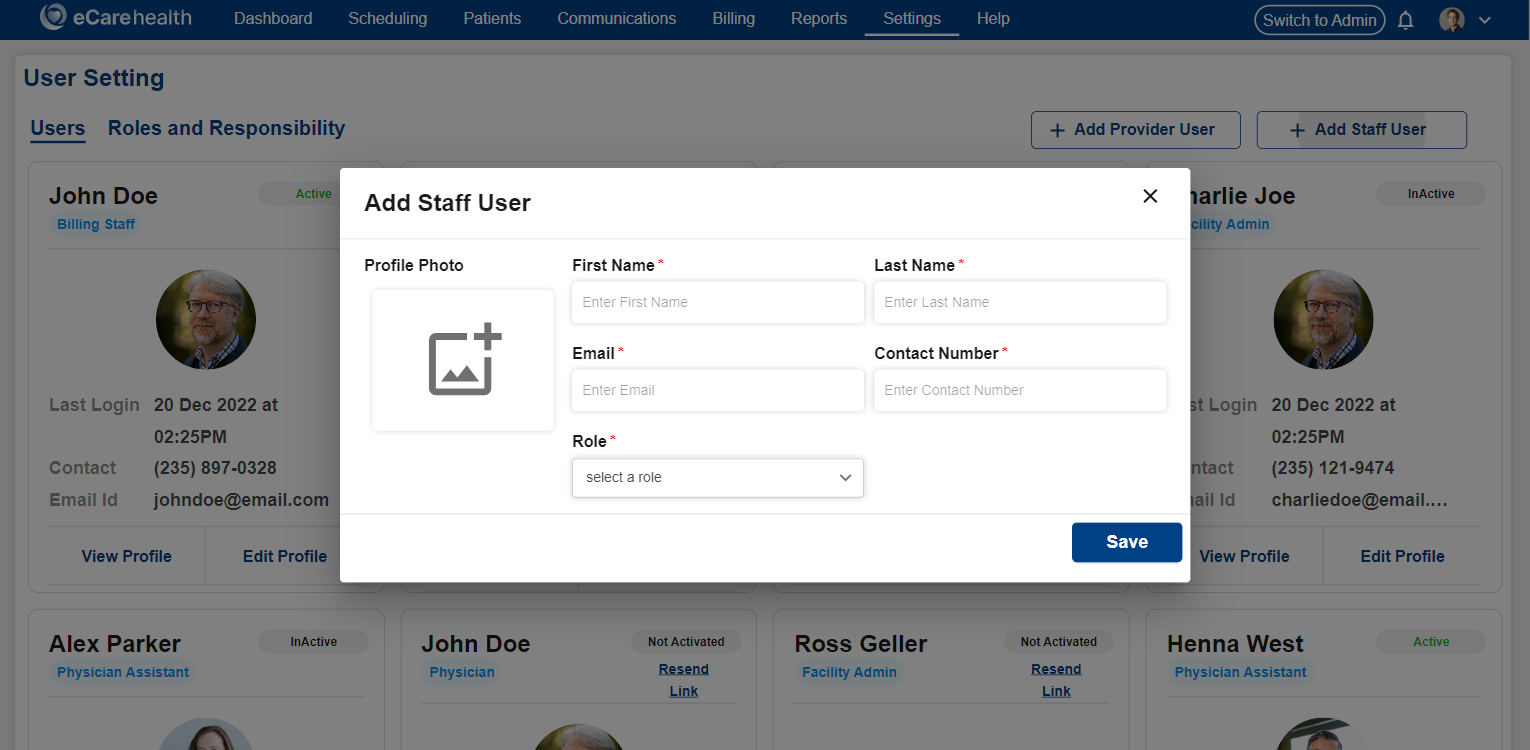 eCarehealth Dashboard Scheduling Patients Communications Billing Reports Settings Help Switch to Admin
User Setting
Users Roles and Responsibility + Add Provider User + Add Staff User
John Doe Active
Billing Staff
Last Login 20 Dec 2022 at
02:25PM
Contact (235) 897-0328
Email Id johndoe@email.com
View Profile Edit Profile
Add Staff User
Profile Photo
First Name * Last Name *
Enter First Name Enter Last Name
Email * Contact Number *
Enter Email Enter Contact Number
Role *
select a role
Save
harlie Joe InActive
cility Admin
st Login 20 Dec 2022 at
02:25PM
ntact (235) 121-9474
ail Id charliedoe@email....
View Profile Edit Profile
Alex Parker InActive
Physician Assistant
John Doe Not Activated
Physician Resend
Link
Ross Geller Not Activated
Facility Admin Resend
Link
Henna West Active
Physician Assistant